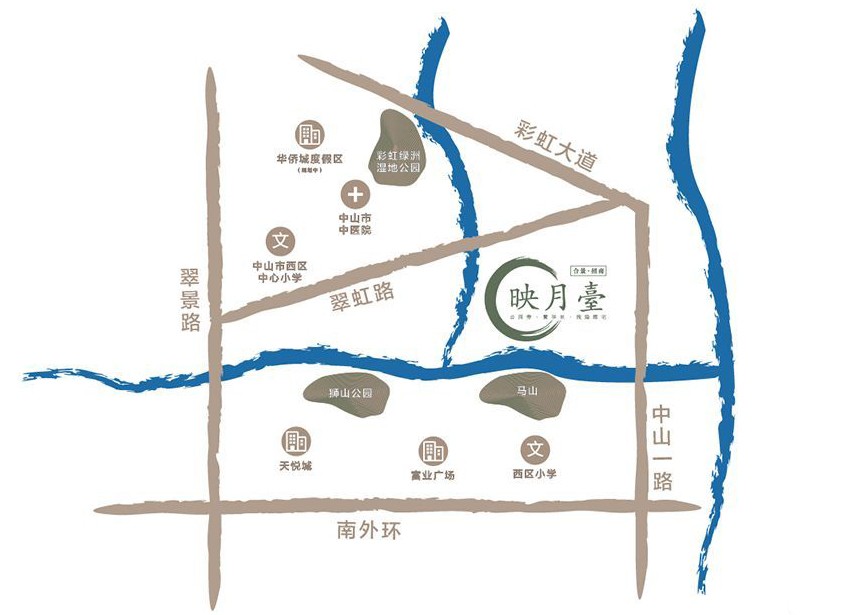 彩虹大道
华侨城度假区
(规划中)
彩虹绿洲
湿地公园
中山市
中医院
中山市西区
中心小学
翠景路
翠虹路
合景·招商
映月臺
狮山公园
马山
天悦城
富业广场
西区小学
中山一路
南外环